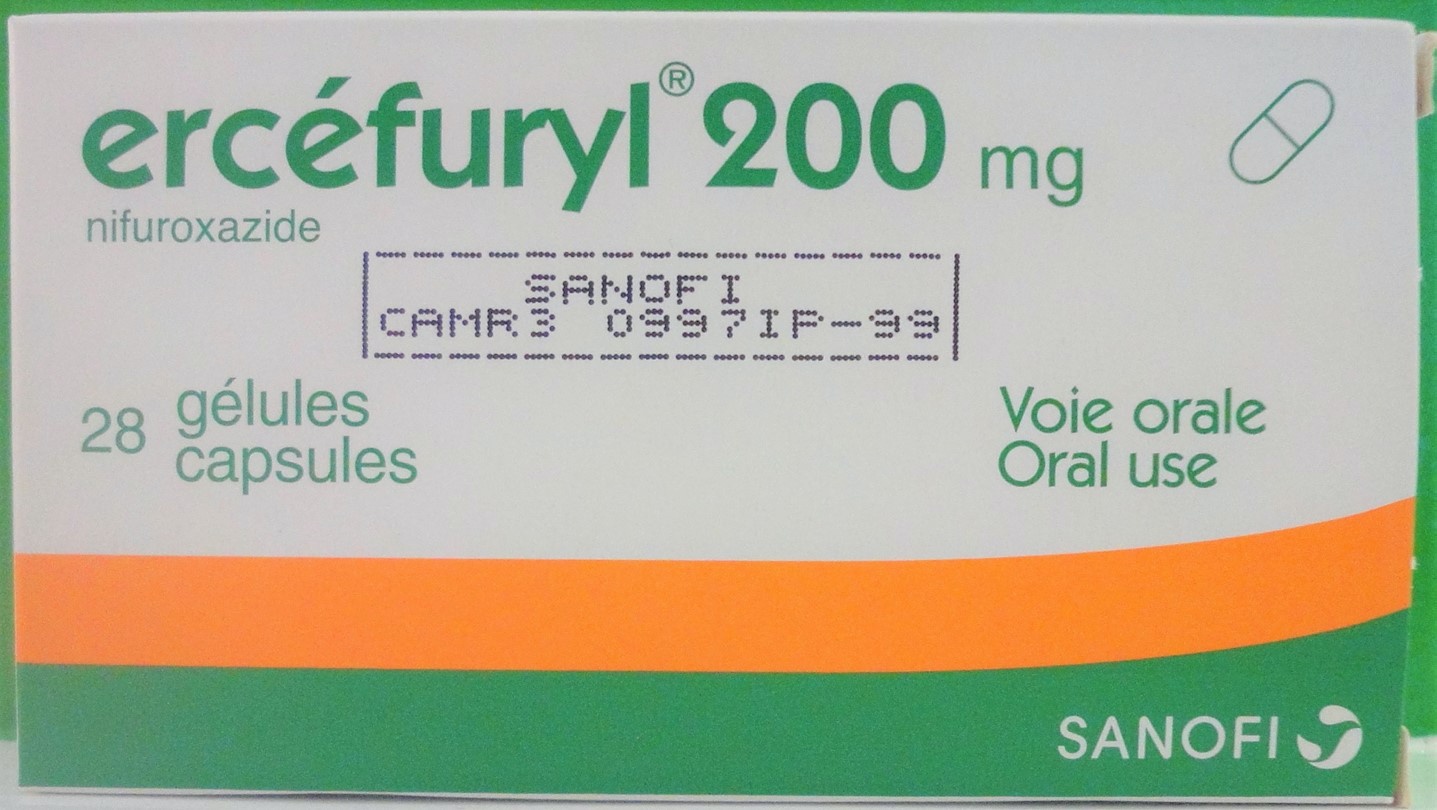 ercéfuryl® 200 mg
nifuroxazide
SANOFI
CAMR3 0997IP-99
28 gélules
capsules
Voie orale
Oral use
SANOFI